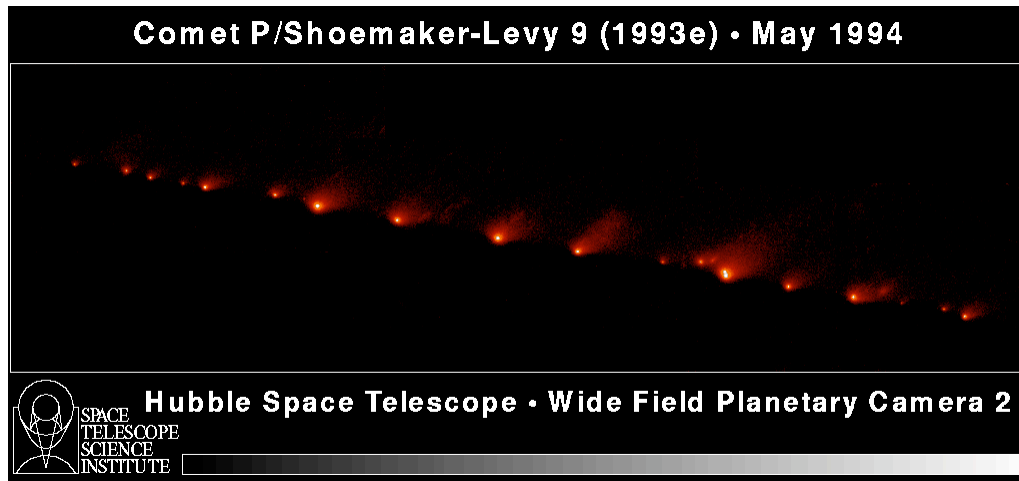 Comet P/Shoemaker-Levy 9 (1993e) • May 1994
Hubble Space Telescope • Wide Field Planetary Camera 2
SPACE
TELESCOPE
SCIENCE
INSTITUTE